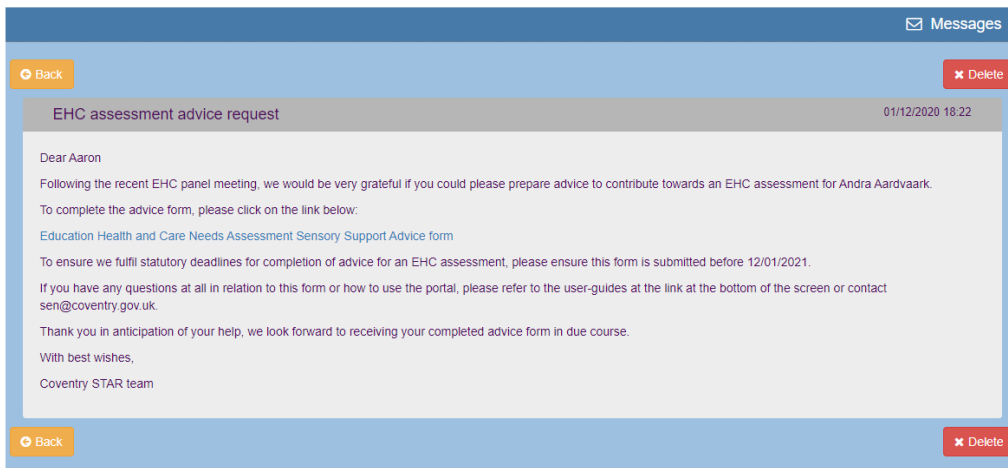 Messages
Back
Delete
EHC assessment advice request 01/12/2020 18:22
Dear Aaron
Following the recent EHC panel meeting, we would be very grateful if you could please prepare advice to contribute towards an EHC assessment for Andra Aardvaark.
To complete the advice form, please click on the link below:
Education Health and Care Needs Assessment Sensory Support Advice form
To ensure we fulfil statutory deadlines for completion of advice for an EHC assessment, please ensure this form is submitted before 12/01/2021.
If you have any questions at all in relation to this form or how to use the portal, please refer to the user-guides at the link at the bottom of the screen or contact
sen@coventry.gov.uk.
Thank you in anticipation of your help, we look forward to receiving your completed advice form in due course.
With best wishes,
Coventry STAR team
Back
Delete